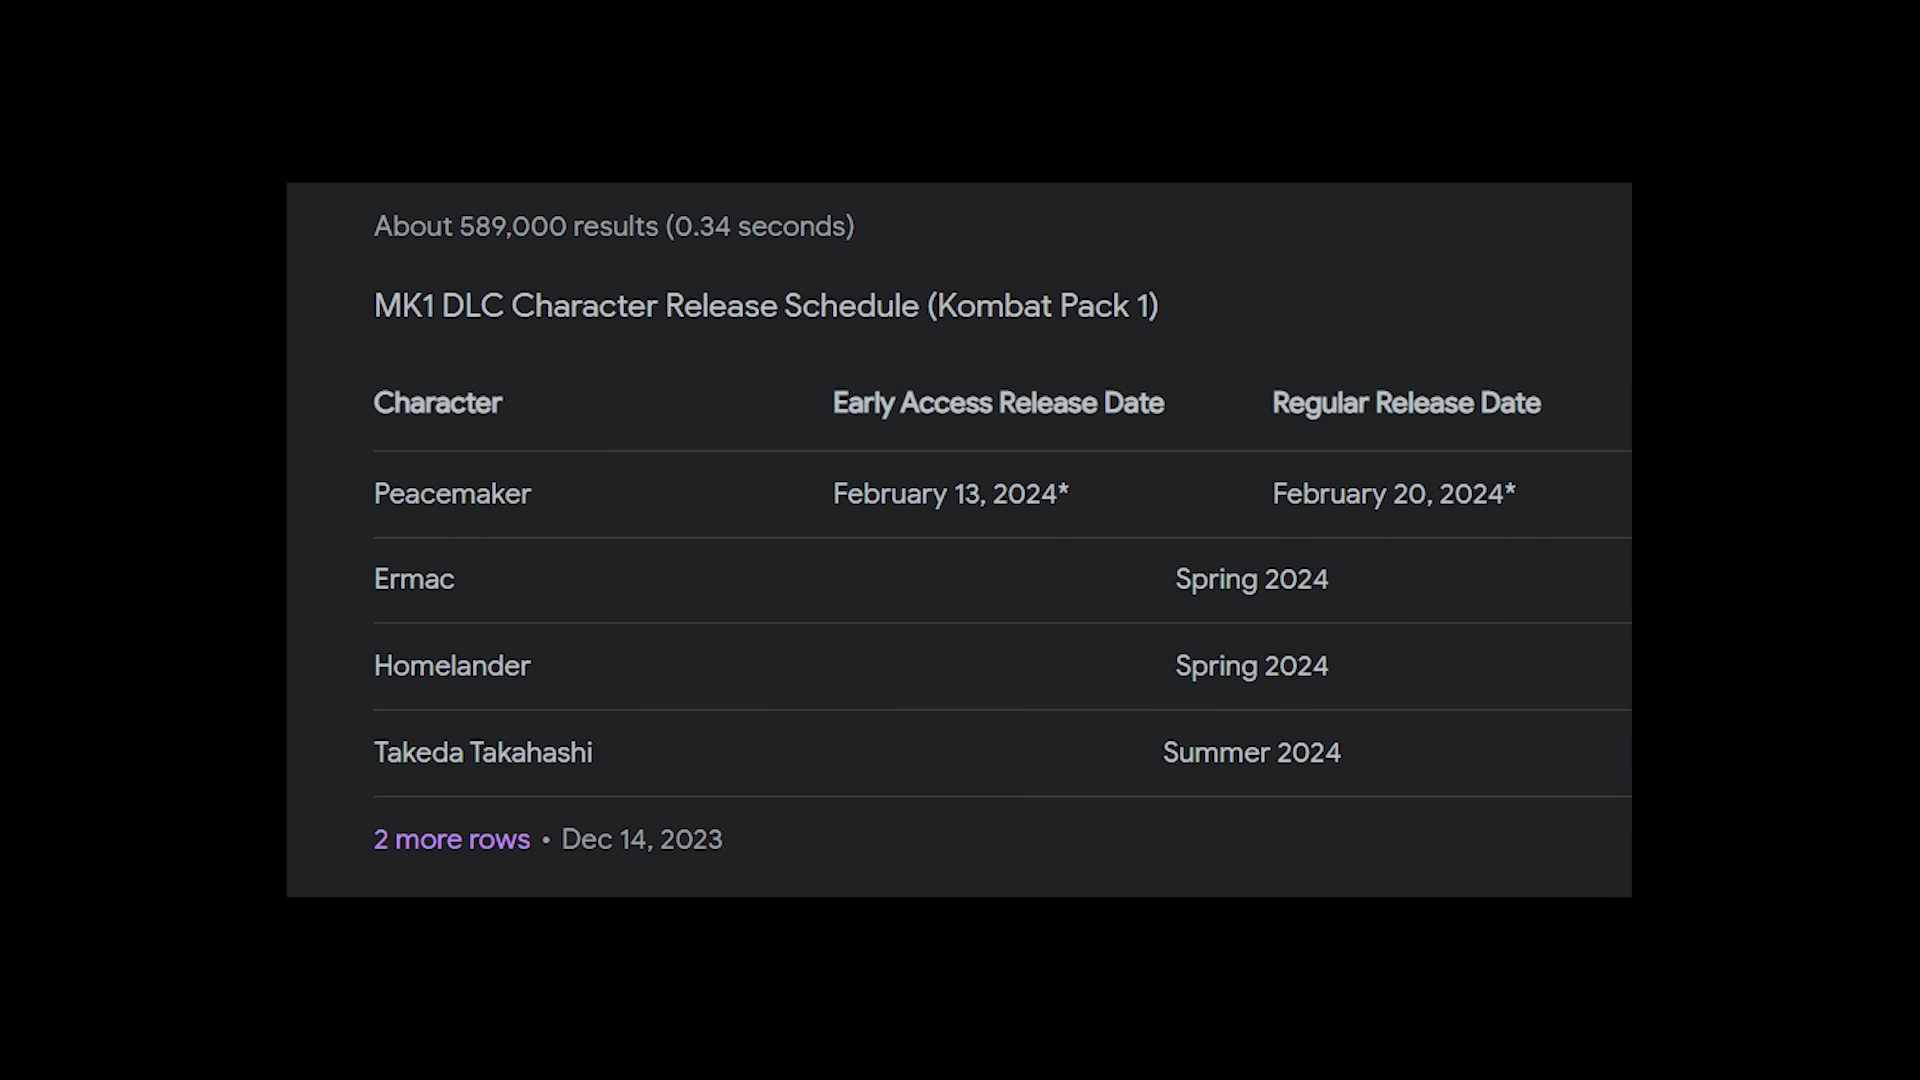 About 589,000 results (0.34 seconds)
MK1 DLC Character Release Schedule (Kombat Pack 1)
Character Early Access Release Date Regular Release Date
Peacemaker February 13, 2024* February 20, 2024*
Ermac Spring 2024
Homelander Spring 2024
Takeda Takahashi Summer 2024
2 more rows • Dec 14, 2023